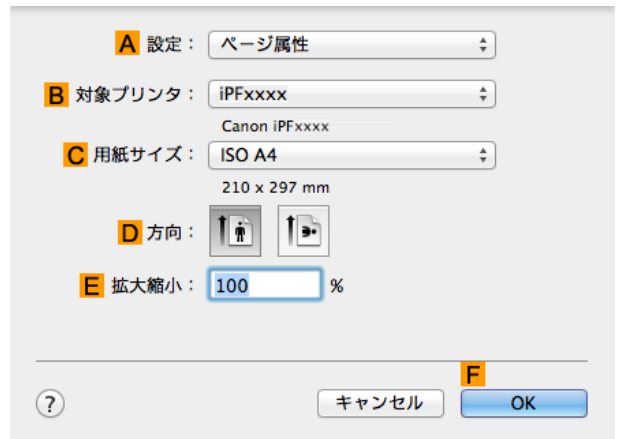 A 設定： ページ属性
B 対象プリンタ： iPFxxxx
Canon iPFxxxx
C 用紙サイズ： ISO A4
210 x 297 mm
D 方向：
E 拡大縮小： 100 %
F
? キャンセル OK